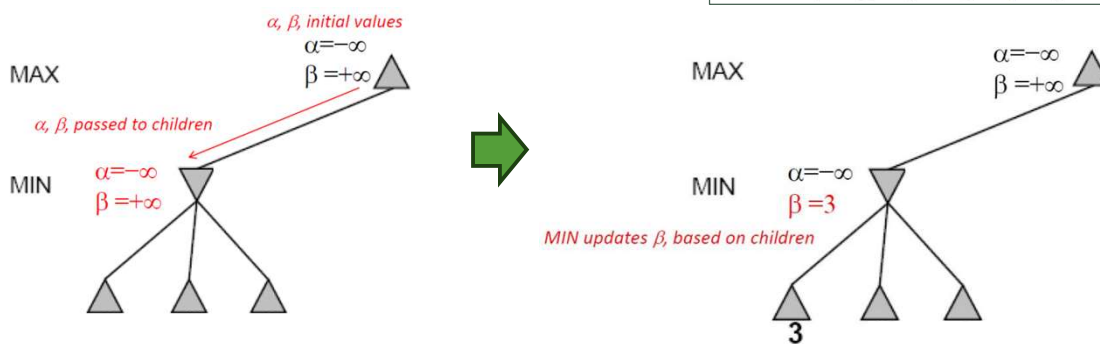 α, β, initial values
α=−∞
β =+∞
MAX
α, β, passed to children
MIN
α=−∞
β =+∞
MAX
α=−∞
β =+∞
MIN
α=−∞
β =3
MIN updates β, based on children
3